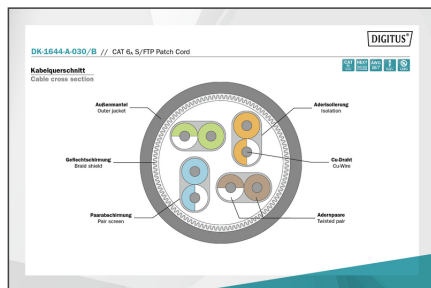 DIGITUS®
DK-1644-A-030/B // CAT 6A S/FTP Patch Cord
Kabelquerschnitt
Cable cross section
Außenmantel
Outer jacket
Aderisolierung
Isolation
Geflechtschirmung
Braid shield
Cu-Draht
Cu-Wire
Paarabschirmung
Pair screen
Adernpaare
Twisted pair